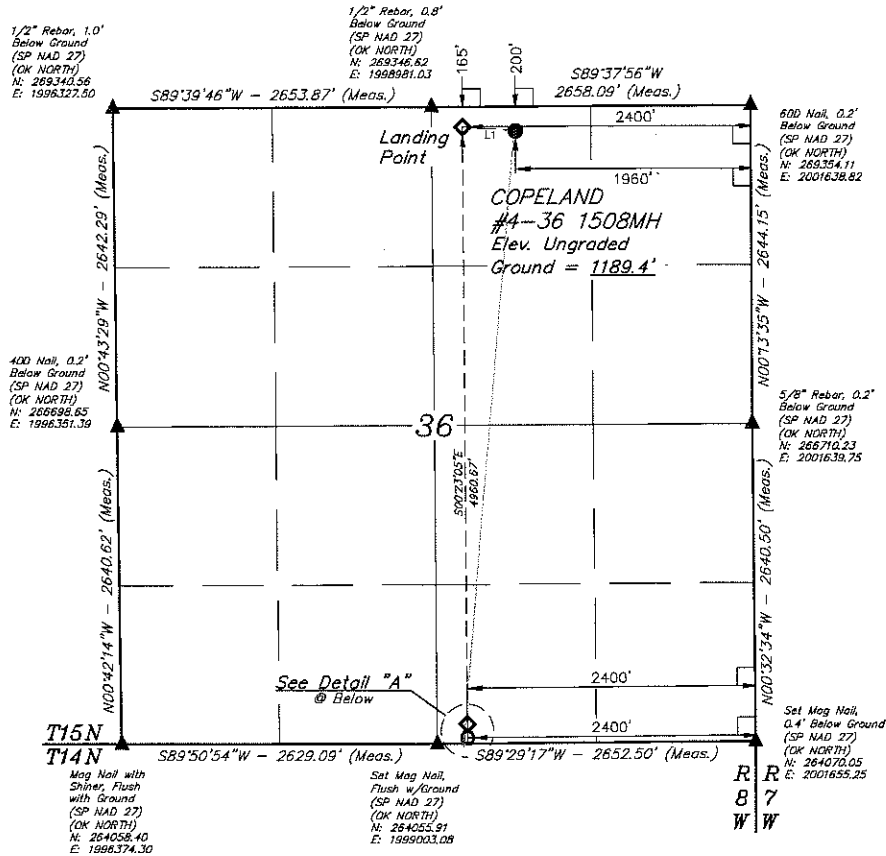 1/2" Rebar, 1.0'
Below Ground
(SP NAD 27)
(OK NORTH)
N: 269340.56
E: 1996327.50
1/2" Rebar, 0.8'
Below Ground
(SP NAD 27)
(OK NORTH)
N: 269346.62
E: 1998981.03
165'
200'
S89°39'46"W - 2653.87' (Meas.)
S89°37'56"W
2658.09' (Meas.)
2400'
60D Nail, 0.2'
Below Ground
(SP NAD 27)
(OK NORTH)
N: 269354.11
E: 2001638.82
Landing
Point
L1
1960'
COPELAND
#4-36 1508MH
Elev. Ungraded
Ground = 1189.4'
N00°43'29"W - 2642.29' (Meas.)
N00°13'35"W - 2644.15' (Meas.)
40D Nail, 0.2'
Below Ground
(SP NAD 27)
(OK NORTH)
N: 266698.65
E: 1996351.39
36
5/8" Rebar, 0.2'
Below Ground
(SP NAD 27)
(OK NORTH)
N: 266710.23
E: 2001639.75
S00°23'05"E
4960.67'
N00°42'14"W - 2640.62' (Meas.)
N00°32'34"W - 2640.50' (Meas.)
See Detail "A"
@ Below
2400'
2400'
Set Mag Nail,
0.4' Below Ground
(SP NAD 27)
(OK NORTH)
N: 264070.05
E: 2001655.25
T15N
T14N
S89°50'54"W - 2629.09' (Meas.)
S89°29'17"W - 2652.50' (Meas.)
Mag Nail with
Shiner, Flush
with Ground
(SP NAD 27)
(OK NORTH)
N: 264058.40
E: 1996374.30
Set Mag Nail,
Flush w/Ground
(SP NAD 27)
(OK NORTH)
N: 264055.91
E: 1999003.08
R R
8 7
W W